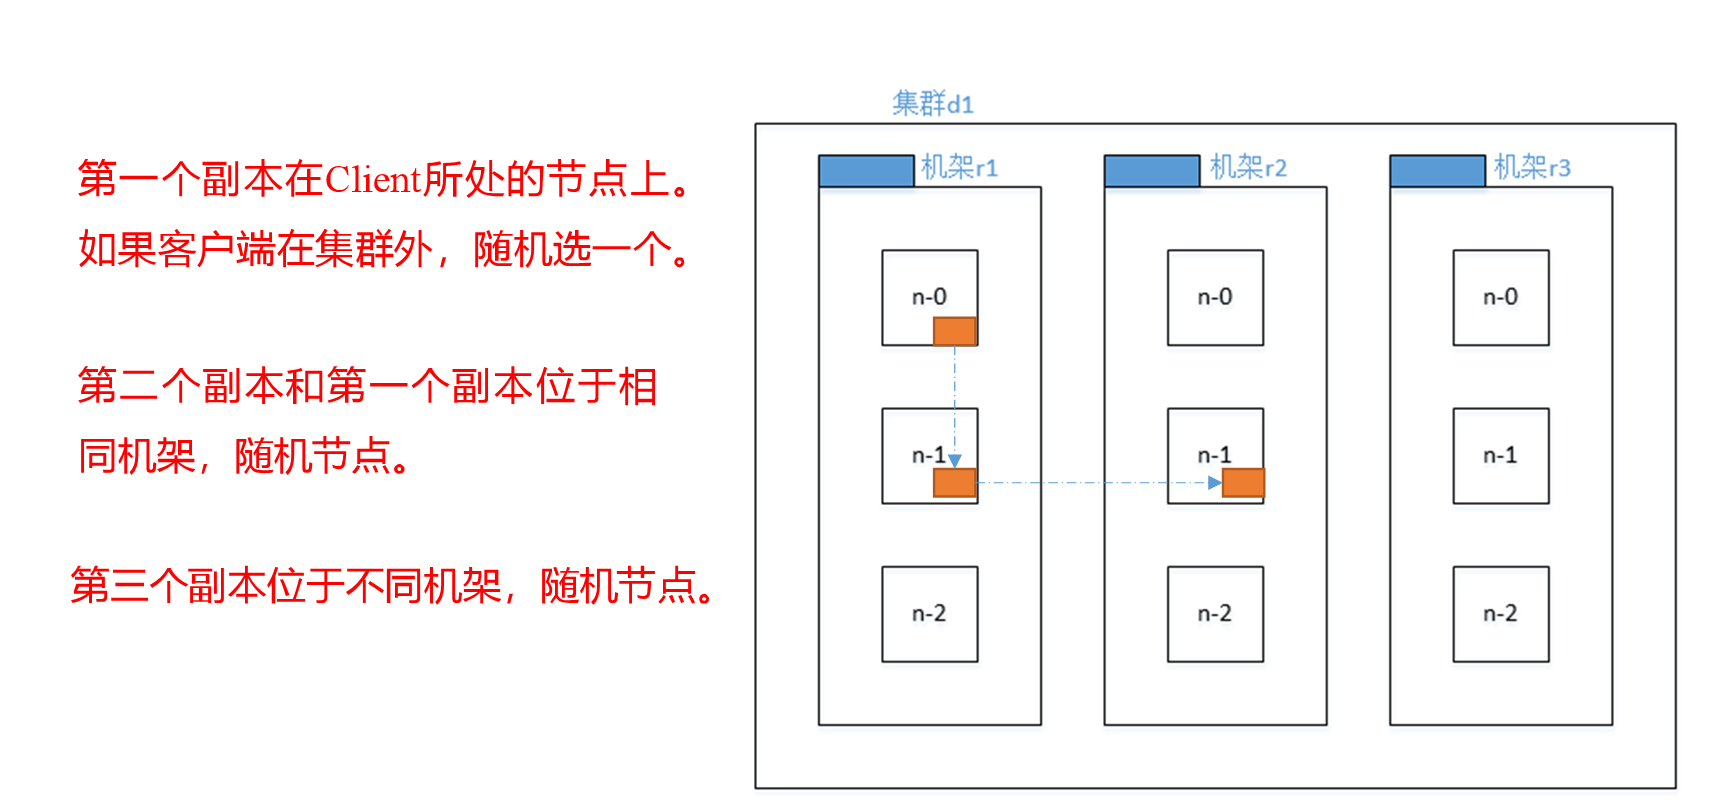 第一个副本在Client所处的节点上。
如果客户端在集群外，随机选一个。
第二个副本和第一个副本位于相
同机架，随机节点。
第三个副本位于不同机架，随机节点。
集群d1
机架r1
机架r2
机架r3
n-0
n-0
n-0
n-1
n-1
n-1
n-2
n-2
n-2